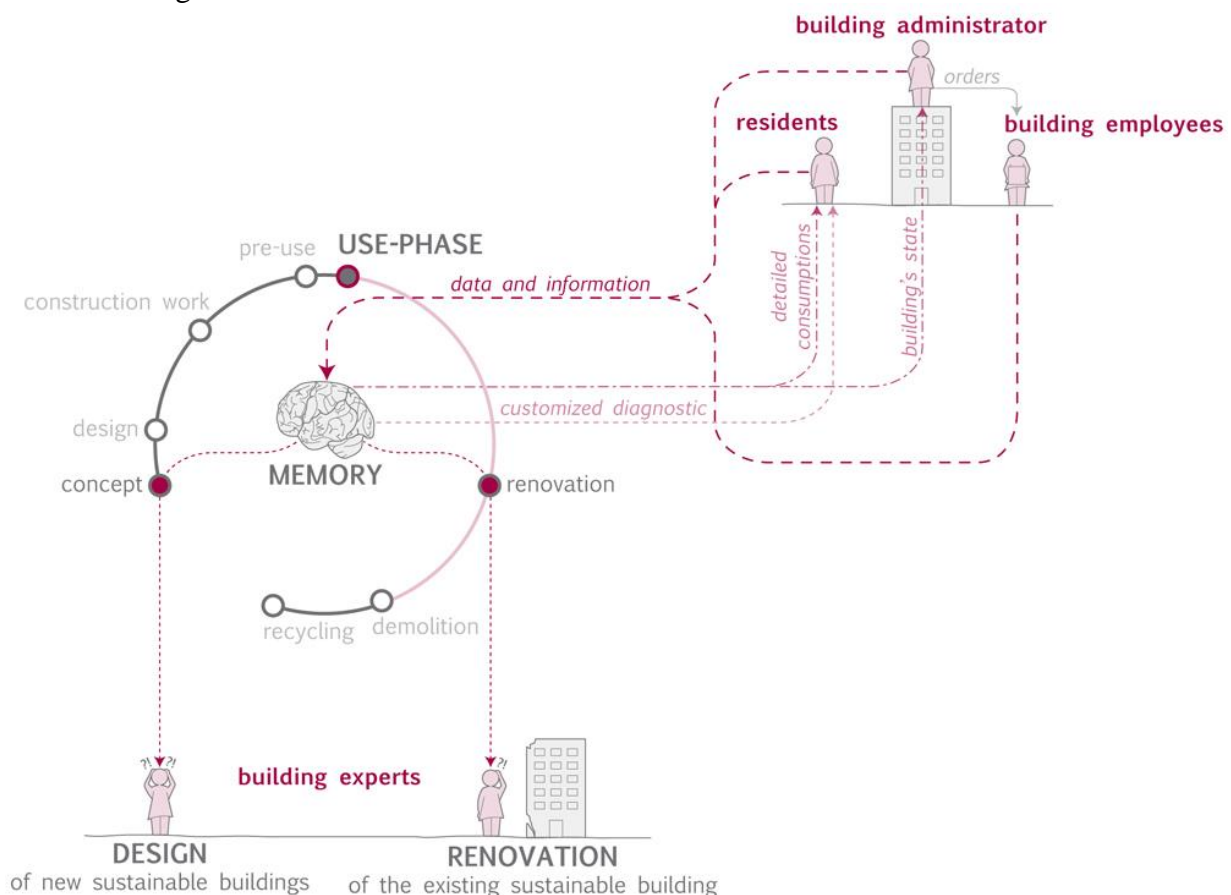 building administrator
orders
residents
building employees
pre-use
USE-PHASE
construction work
data and information
detailed
consumptions
building's state
customized diagnostic
design
MEMORY
concept
renovation
recycling
demolition
?! ?!
?!
building experts
DESIGN
of new sustainable buildings
RENOVATION
of the existing sustainable building